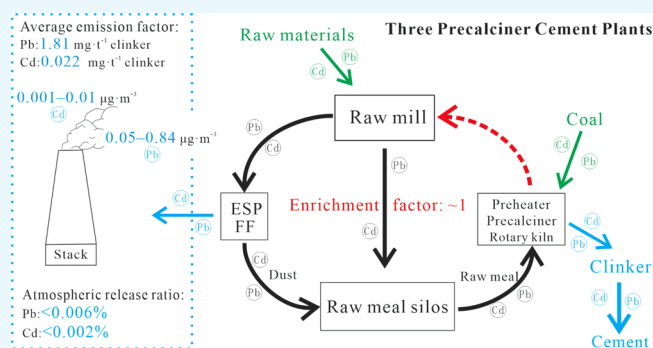 Average emission factor:
Pb:1.81 mg·t⁻¹ clinker
Cd:0.022 mg·t⁻¹ clinker
0.001–0.01 μg·m⁻³
Cd
0.05–0.84 μg·m⁻³
Pb
Stack
Atmospheric release ratio:
Pb:<0.006%
Cd:<0.002%
Three Precalciner Cement Plants
Raw materials
Cd
Pb
Raw mill
Pb
Cd
Pb
Cd
Enrichment factor: ~1
Coal
Cd
Pb
ESP
FF
Cd
Pb
Cd
Pb
Dust
Raw meal silos
Raw meal
Cd
Pb
Preheater
Precalciner
Rotary kiln
Cd
Pb
Clinker
Cd
Pb
Cement